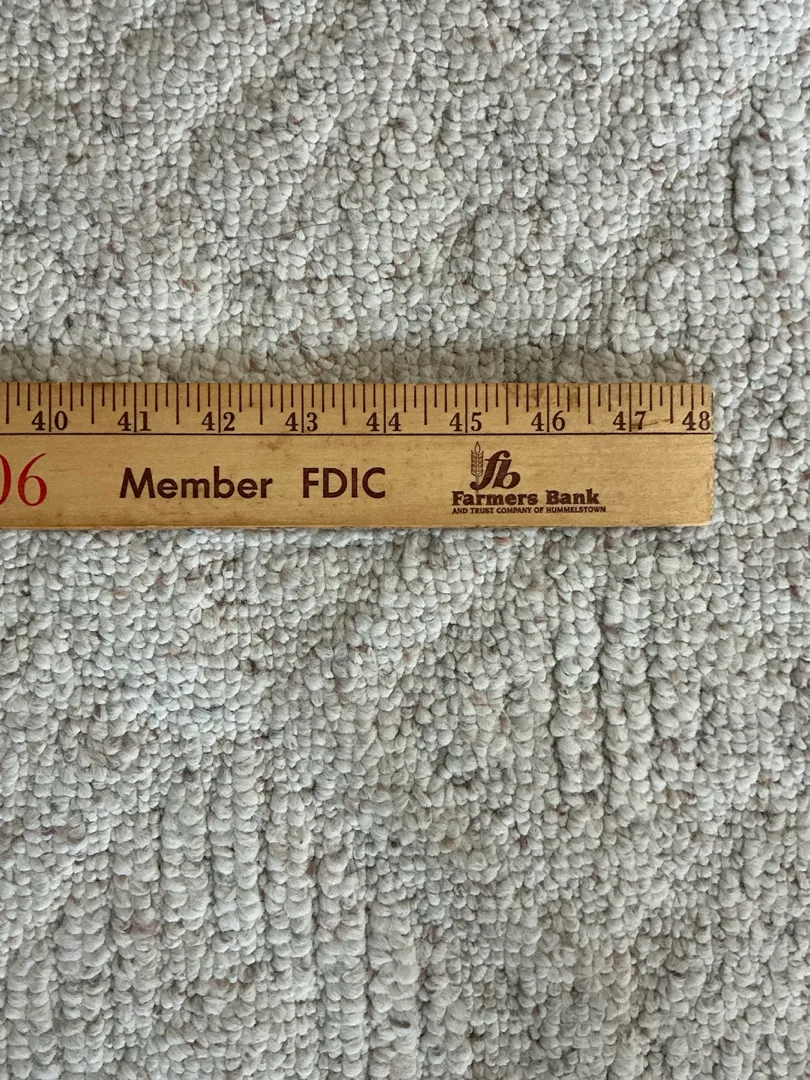 40 41 42 43 44 45 46 47 48
06 Member FDIC
fb
Farmers Bank
AND TRUST COMPANY OF HUMMELSTOWN